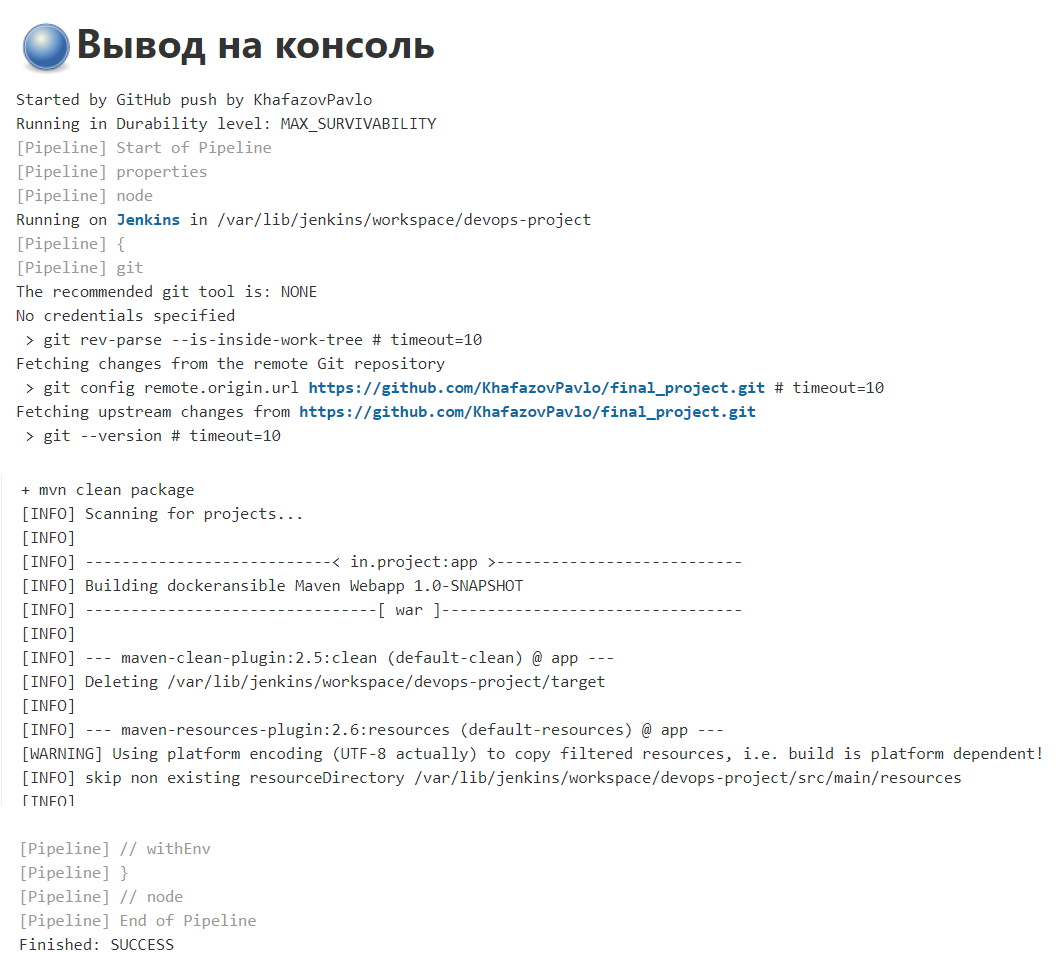 Вывод на консоль
Started by GitHub push by KhafazovPavlo
Running in Durability level: MAX_SURVIVABILITY
[Pipeline] Start of Pipeline
[Pipeline] properties
[Pipeline] node
Running on Jenkins in /var/lib/jenkins/workspace/devops-project
[Pipeline] {
[Pipeline] git
The recommended git tool is: NONE
No credentials specified
 > git rev-parse --is-inside-work-tree # timeout=10
Fetching changes from the remote Git repository
 > git config remote.origin.url https://github.com/KhafazovPavlo/final_project.git # timeout=10
Fetching upstream changes from https://github.com/KhafazovPavlo/final_project.git
 > git --version # timeout=10
+ mvn clean package
[INFO] Scanning for projects...
[INFO]
[INFO] ---------------------------< in.project:app >---------------------------
[INFO] Building dockeransible Maven Webapp 1.0-SNAPSHOT
[INFO] --------------------------------[ war ]---------------------------------
[INFO]
[INFO] --- maven-clean-plugin:2.5:clean (default-clean) @ app ---
[INFO] Deleting /var/lib/jenkins/workspace/devops-project/target
[INFO]
[INFO] --- maven-resources-plugin:2.6:resources (default-resources) @ app ---
[WARNING] Using platform encoding (UTF-8 actually) to copy filtered resources, i.e. build is platform dependent!
[INFO] skip non existing resourceDirectory /var/lib/jenkins/workspace/devops-project/src/main/resources
[INFO]
[Pipeline] // withEnv
[Pipeline] }
[Pipeline] // node
[Pipeline] End of Pipeline
Finished: SUCCESS